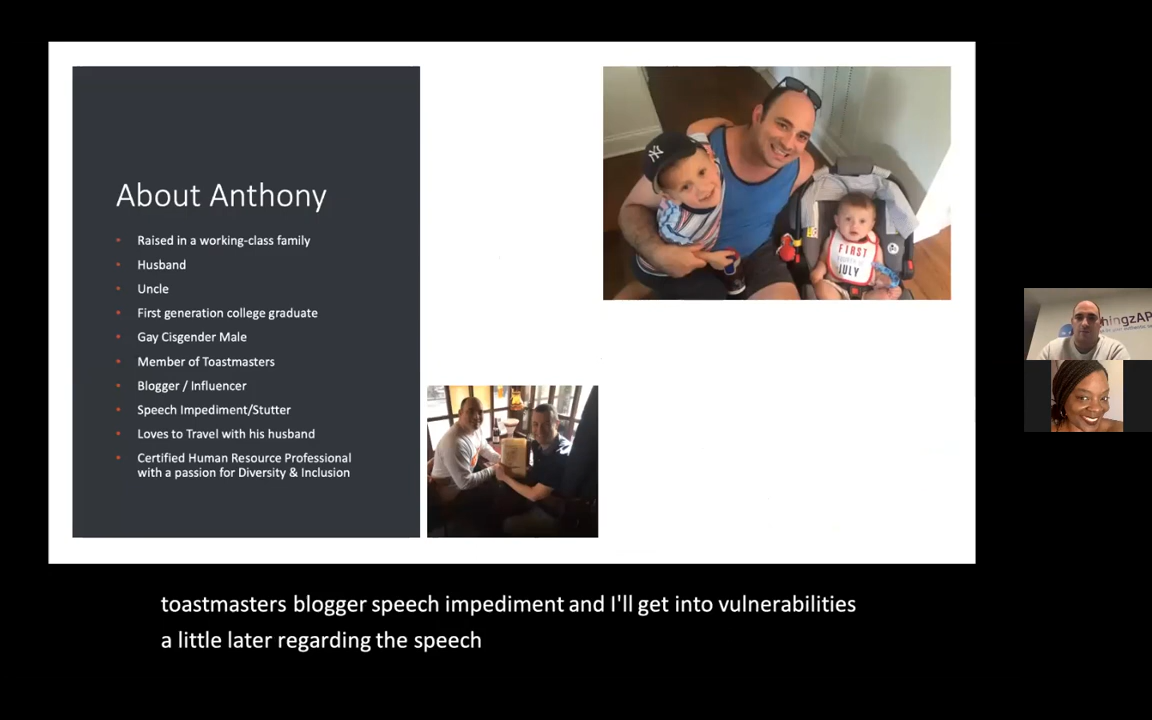 About Anthony
• Raised in a working-class family
• Husband
• Uncle
• First generation college graduate
• Gay Cisgender Male
• Member of Toastmasters
• Blogger / Influencer
• Speech Impediment/Stutter
• Loves to Travel with his husband
• Certified Human Resource Professional
with a passion for Diversity & Inclusion
FIRST
JULY
hingzAP
toastmasters blogger speech impediment and I'll get into vulnerabilities
a little later regarding the speech